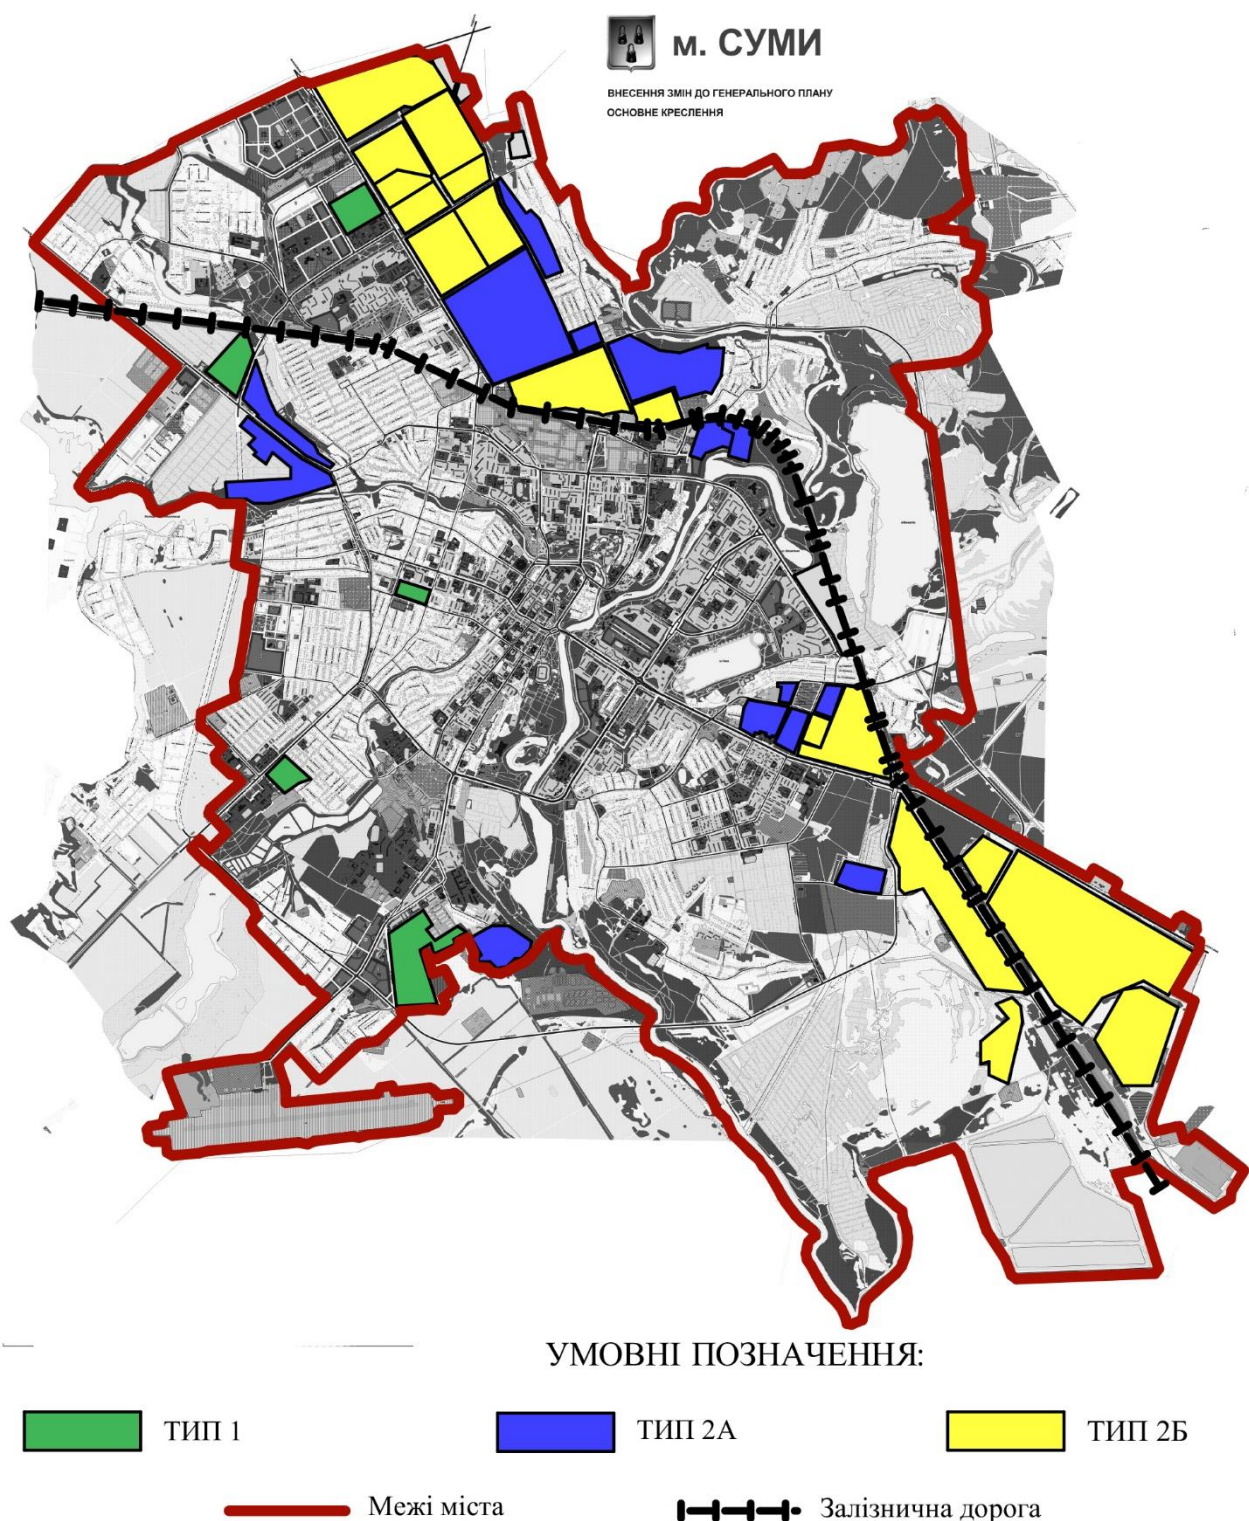 м. СУМИ
ВНЕСЕННЯ ЗМІН ДО ГЕНЕРАЛЬНОГО ПЛАНУ
ОСНОВНЕ КРЕСЛЕННЯ
УМОВНІ ПОЗНАЧЕННЯ:
ТИП 1
ТИП 2А
ТИП 2Б
Межі міста
Залізнична дорога